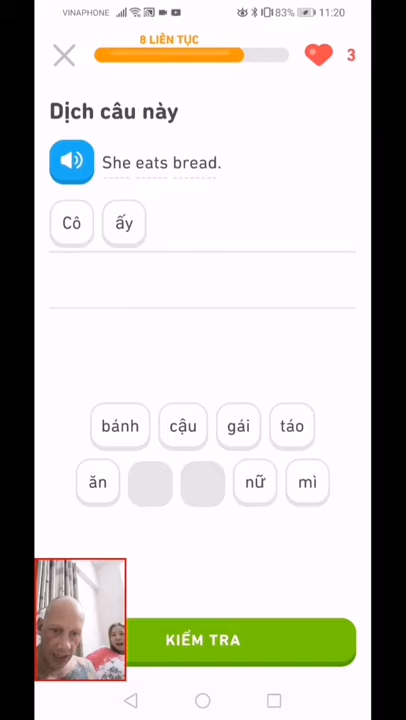 VINAPHONE 83% 11:20
8 LIÊN TỤC
3
Dịch câu này
She eats bread.
Cô ấy
bánh cậu gái táo
ăn nữ mì
KIỂM TRA